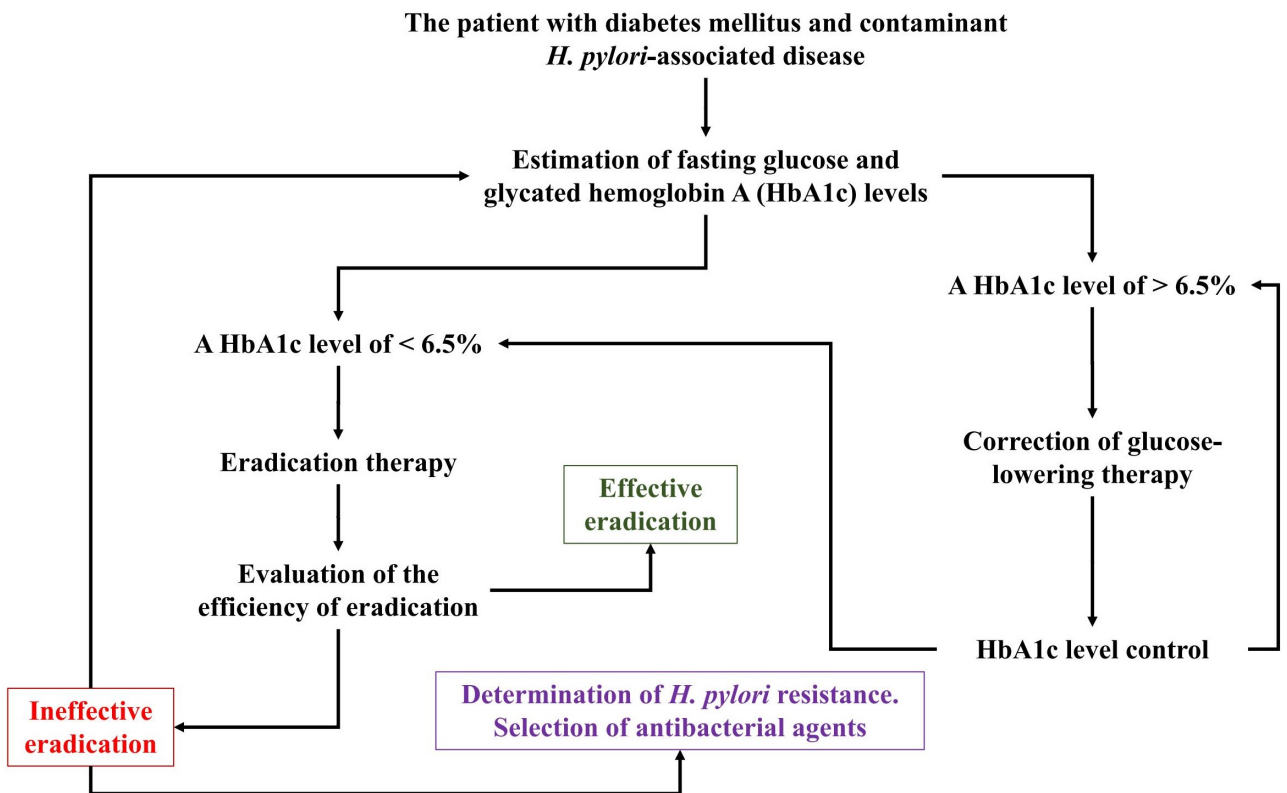 The patient with diabetes mellitus and contaminant
H. pylori-associated disease
Estimation of fasting glucose and
glycated hemoglobin A (HbA1c) levels
A HbA1c level of > 6.5%
A HbA1c level of < 6.5%
Correction of glucose-
lowering therapy
Eradication therapy
Effective
eradication
Evaluation of the
efficiency of eradication
HbA1c level control
Determination of H. pylori resistance.
Selection of antibacterial agents
Ineffective
eradication